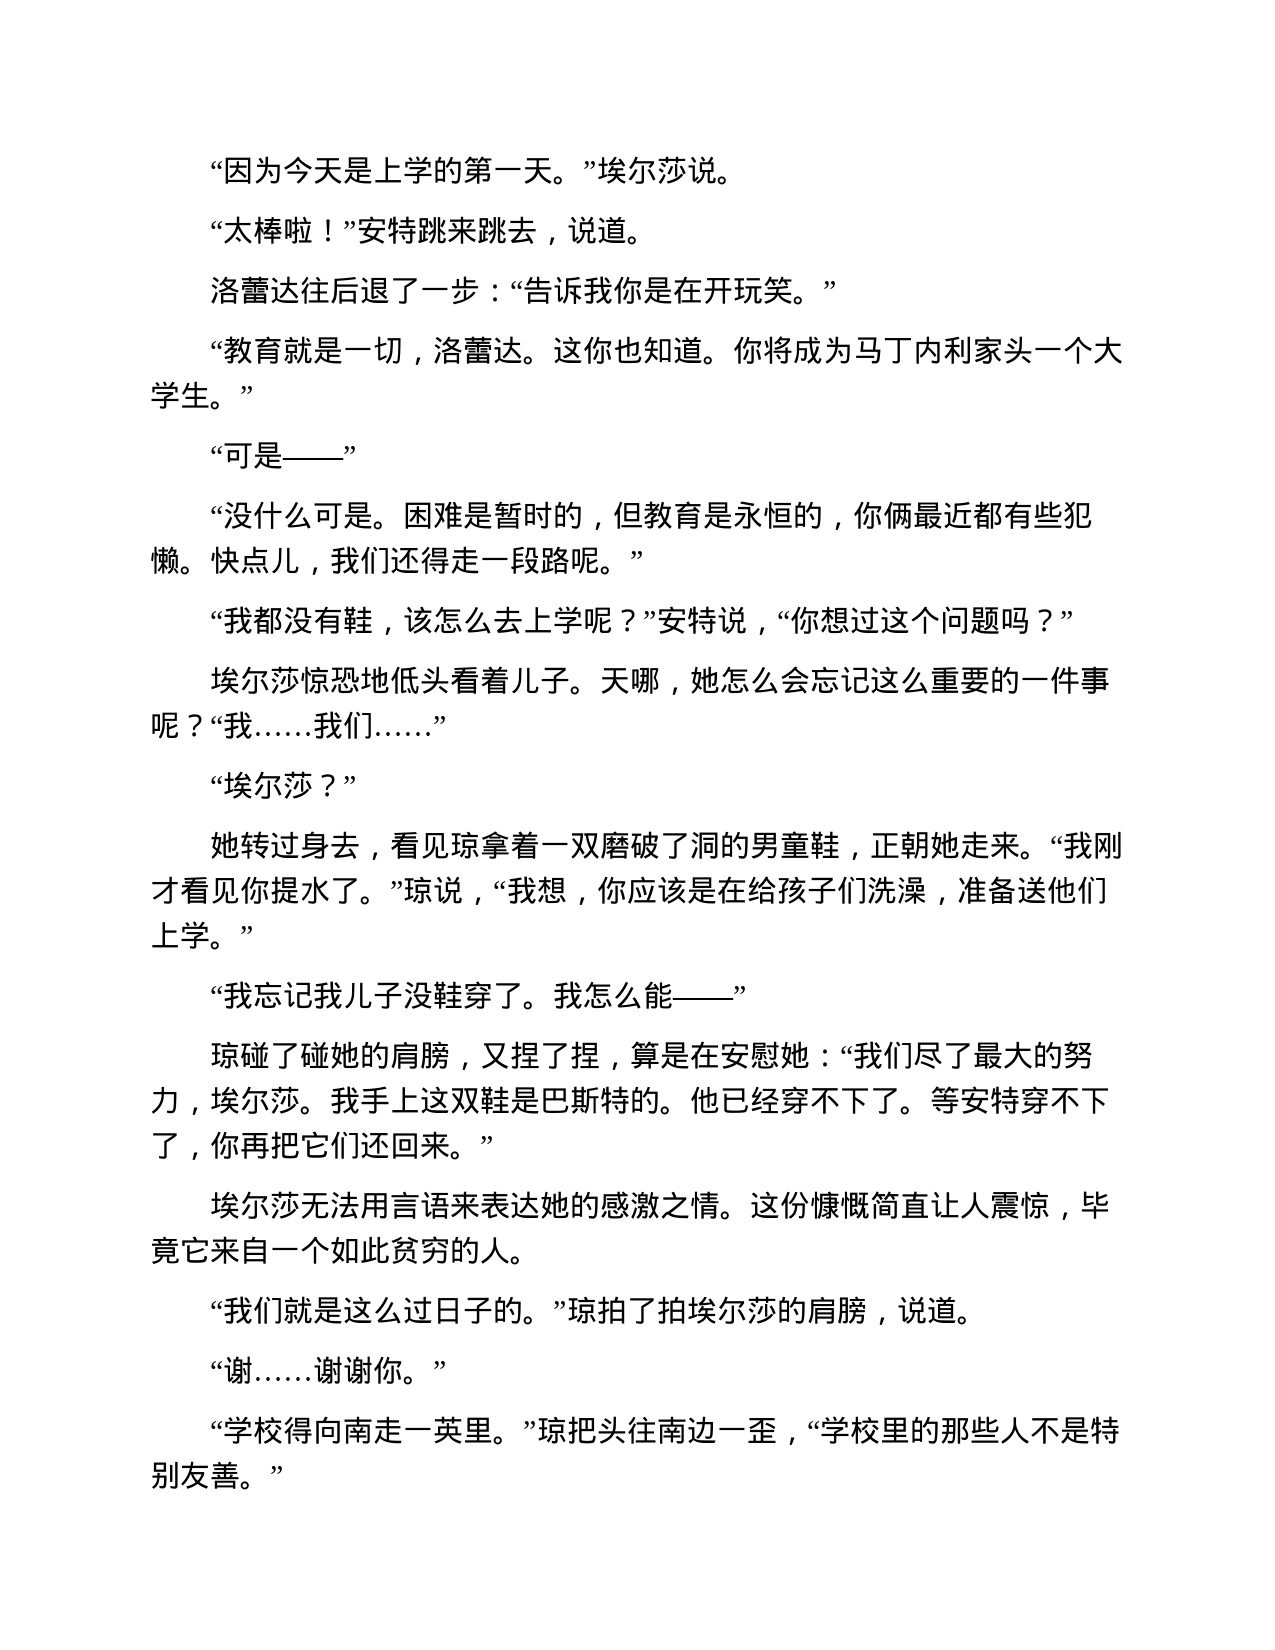 “因为今天是上学的第一天。”埃尔莎说。
“太棒啦！”安特跳来跳去，说道。
洛蕾达往后退了一步：“告诉我你是在开玩笑。”
“教育就是一切，洛蕾达。这你也知道。你将成为马丁内利家头一个大
学生。”
“可是——”
“没什么可是。困难是暂时的，但教育是永恒的，你俩最近都有些犯
懒。快点儿，我们还得走一段路呢。”
“我都没有鞋，该怎么去上学呢？”安特说，“你想过这个问题吗？”
埃尔莎惊恐地低头看着儿子。天哪，她怎么会忘记这么重要的一件事
呢？“我……我们……”
“埃尔莎？”
她转过身去，看见琼拿着一双磨破了洞的男童鞋，正朝她走来。“我刚
才看见你提水了。”琼说，“我想，你应该是在给孩子们洗澡，准备送他们
上学。”
“我忘记我儿子没鞋穿了。我怎么能——”
琼碰了碰她的肩膀，又捏了捏，算是在安慰她：“我们尽了最大的努
力，埃尔莎。我手上这双鞋是巴斯特的。他已经穿不下了。等安特穿不下
了，你再把它们还回来。”
埃尔莎无法用言语来表达她的感激之情。这份慷慨简直让人震惊，毕
竟它来自一个如此贫穷的人。
“我们就是这么过日子的。”琼拍了拍埃尔莎的肩膀，说道。
“谢……谢谢你。”
“学校得向南走一英里。”琼把头往南边一歪，“学校里的那些人不是特
别友善。”